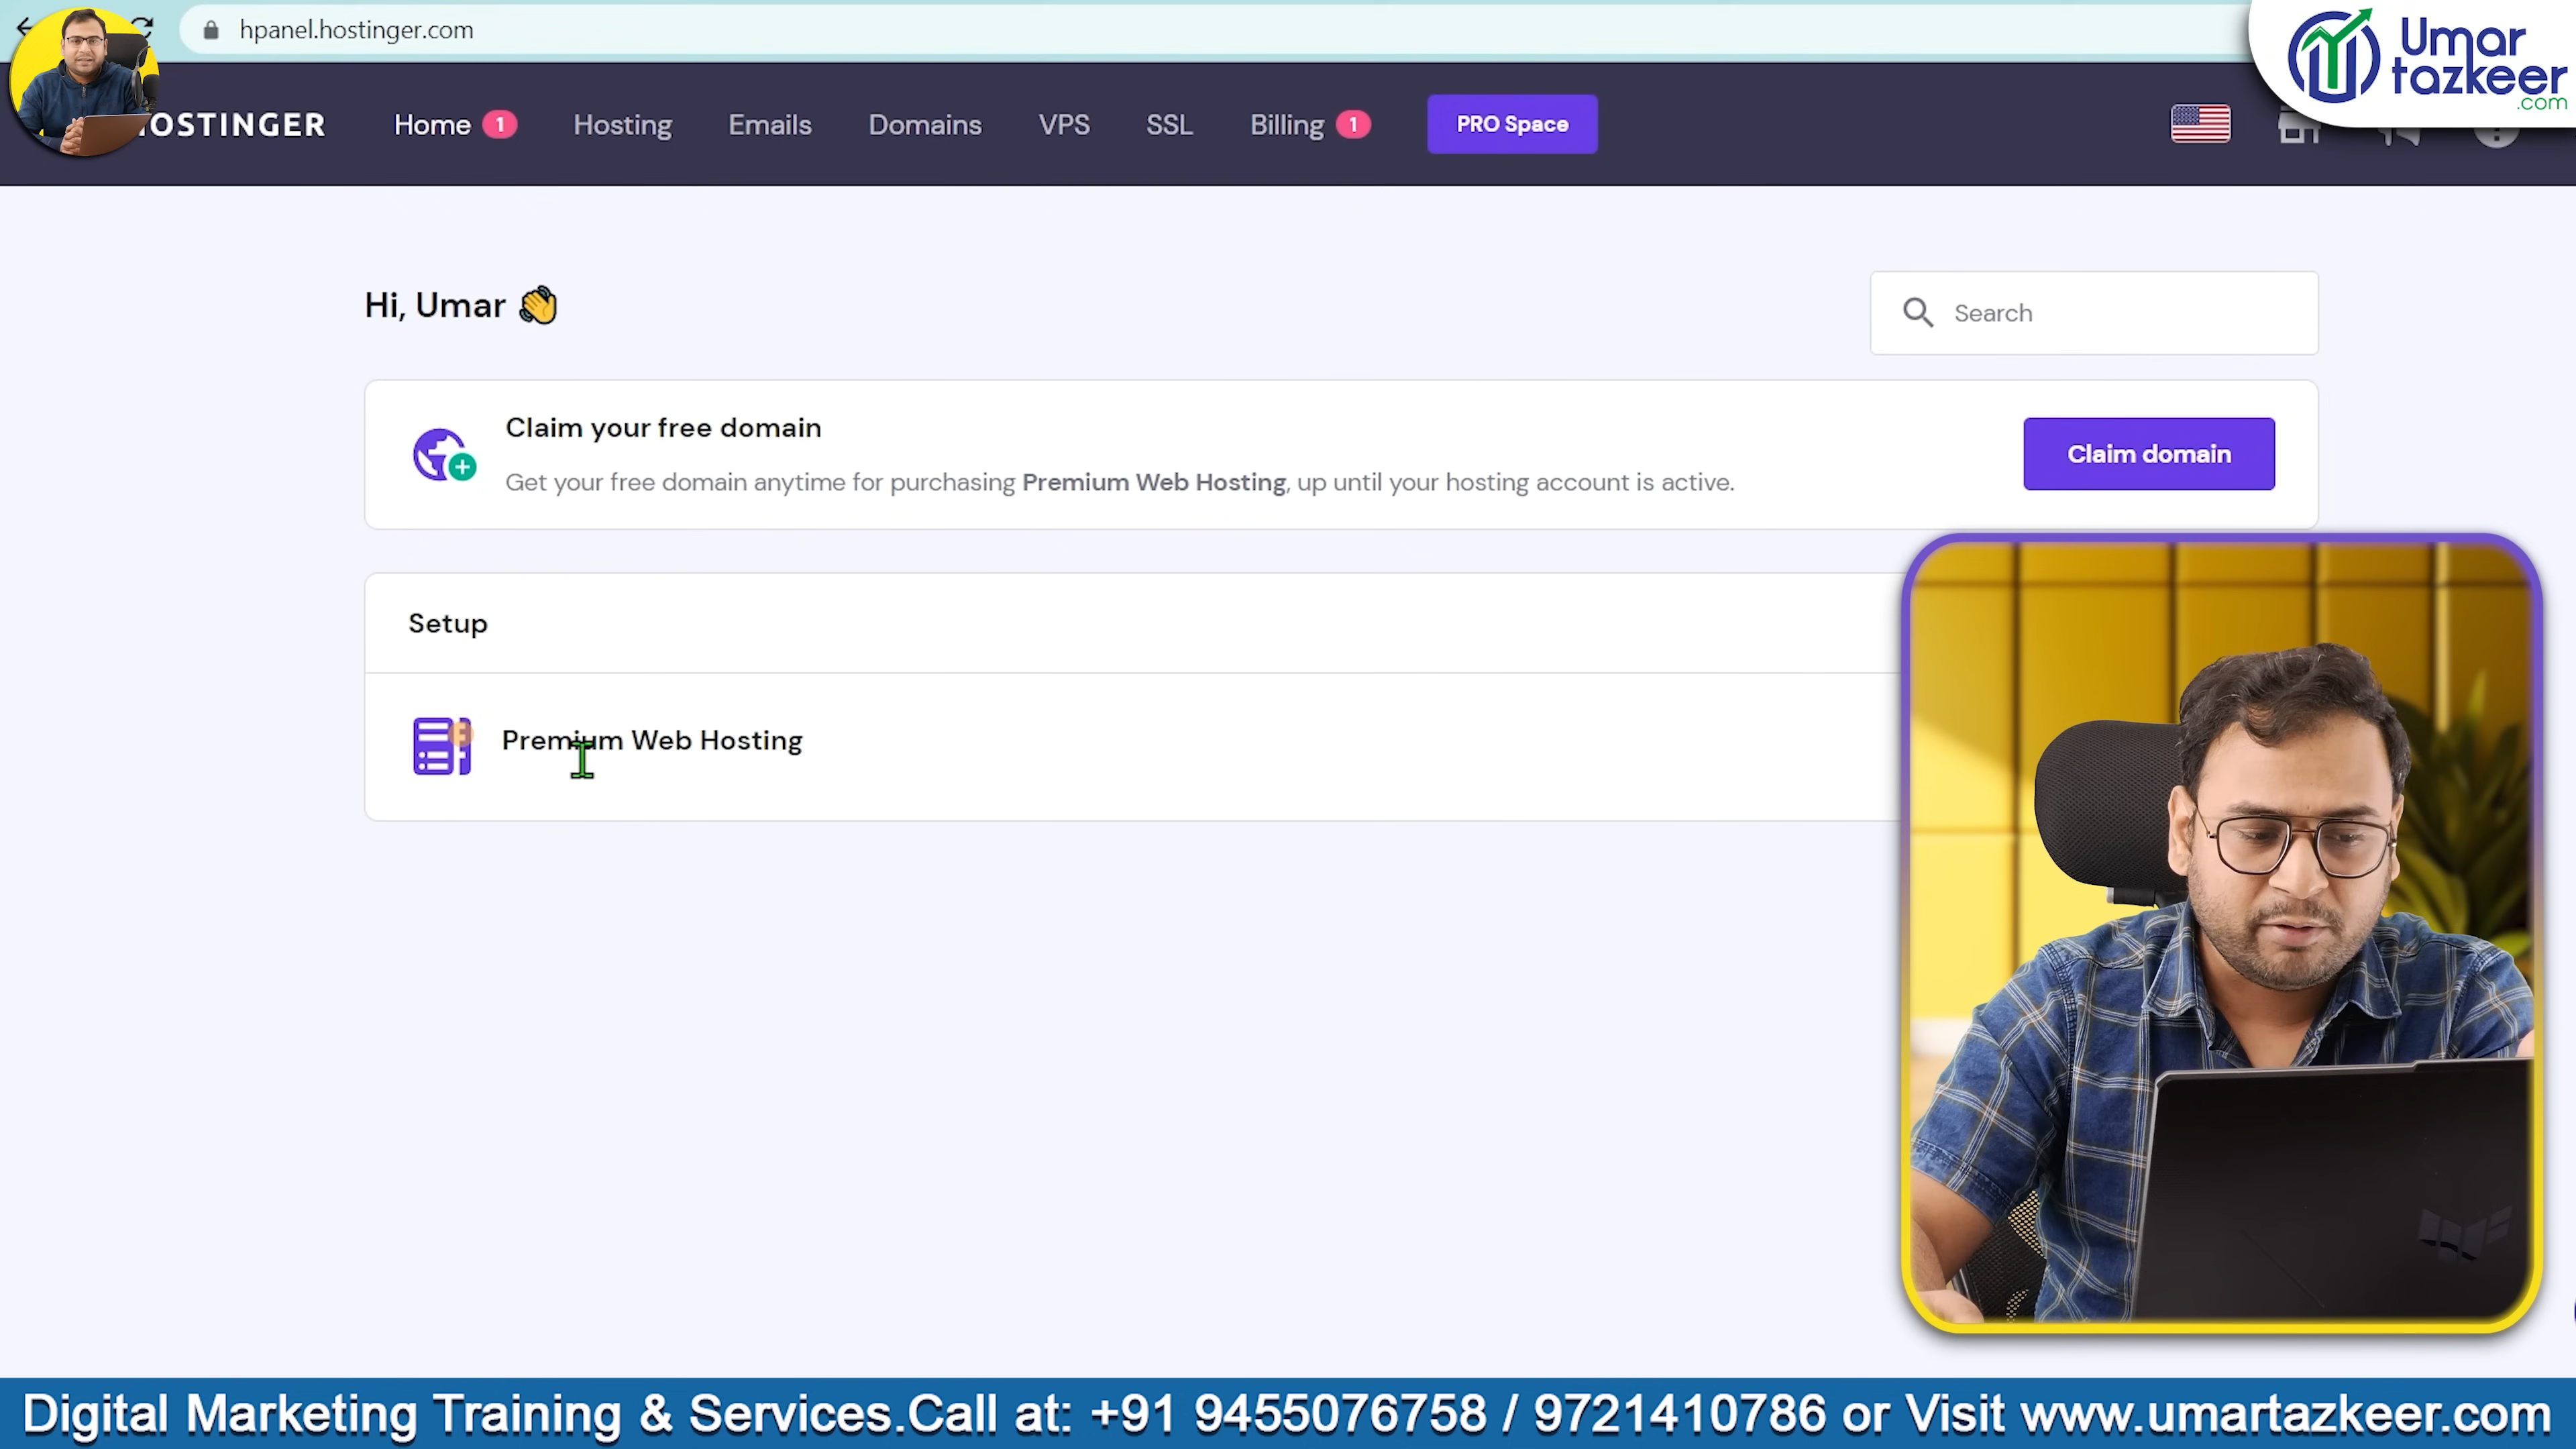 hpanel.hostinger.com
Umar
tazkeer
.com
HOSTINGER Home 1 Hosting Emails Domains VPS SSL Billing 1 PRO Space
Hi, Umar 👋
Search
Claim your free domain
Get your free domain anytime for purchasing Premium Web Hosting, up until your hosting account is active.
Claim domain
Setup
Premium Web Hosting
Digital Marketing Training & Services.Call at: +91 9455076758 / 9721410786 or Visit www.umartazkeer.com